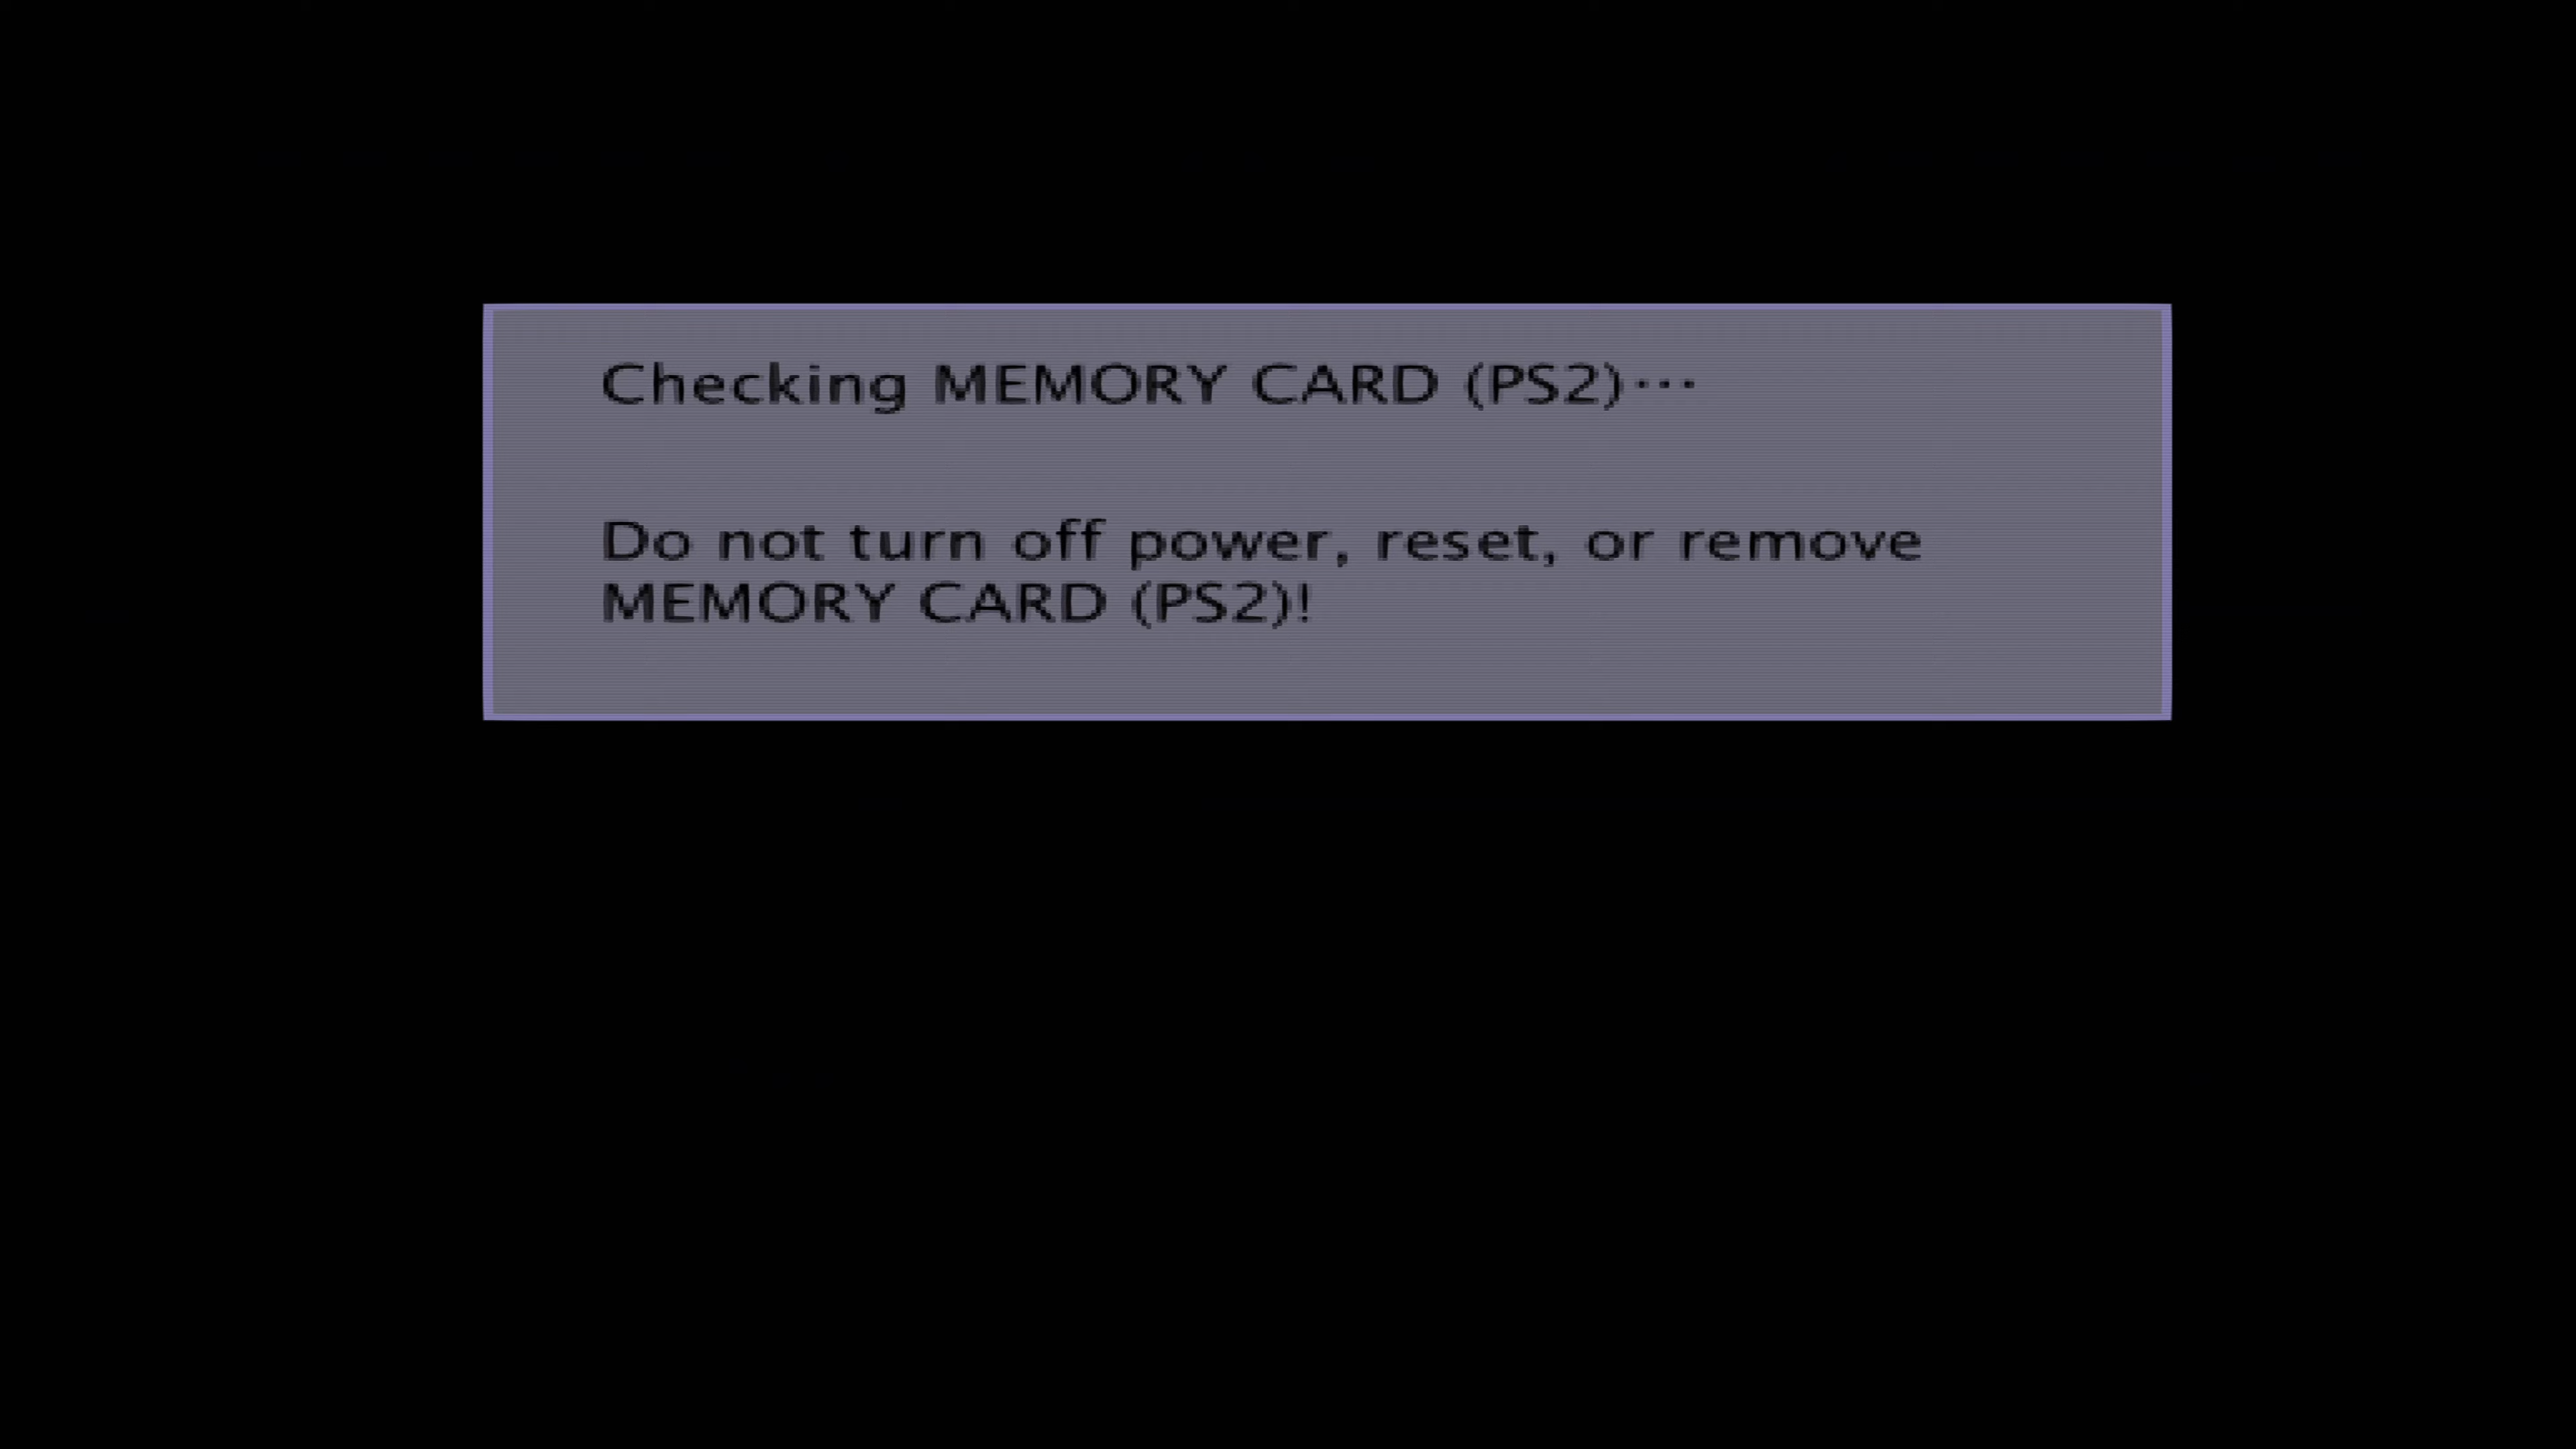 Checking MEMORY CARD (PS2)···
Do not turn off power, reset, or remove
MEMORY CARD (PS2)!